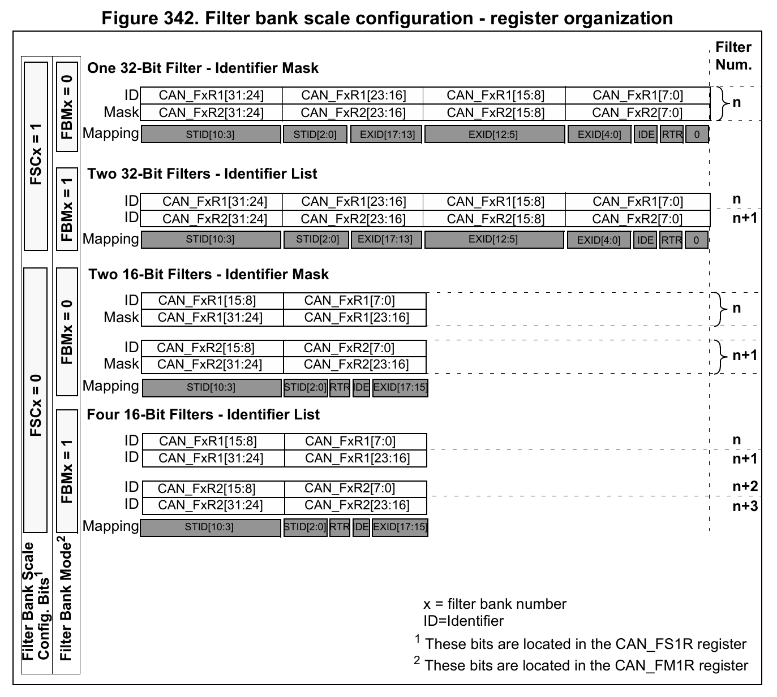 Figure 342. Filter bank scale configuration - register organization
Filter
Num.
FSCx = 1
FBMx = 0
One 32-Bit Filter - Identifier Mask
ID CAN_FxR1[31:24] CAN_FxR1[23:16] CAN_FxR1[15:8] CAN_FxR1[7:0]
n
Mask CAN_FxR2[31:24] CAN_FxR2[23:16] CAN_FxR2[15:8] CAN_FxR2[7:0]
Mapping STID[10:3] STID[2:0] EXID[17:13] EXID[12:5] EXID[4:0] IDE RTR 0
FBMx = 1
Two 32-Bit Filters - Identifier List
ID CAN_FxR1[31:24] CAN_FxR1[23:16] CAN_FxR1[15:8] CAN_FxR1[7:0] n
ID CAN_FxR2[31:24] CAN_FxR2[23:16] CAN_FxR2[15:8] CAN_FxR2[7:0] n+1
Mapping STID[10:3] STID[2:0] EXID[17:13] EXID[12:5] EXID[4:0] IDE RTR 0
FSCx = 0
FBMx = 0
Two 16-Bit Filters - Identifier Mask
ID CAN_FxR1[15:8] CAN_FxR1[7:0]
n
Mask CAN_FxR1[31:24] CAN_FxR1[23:16]
ID CAN_FxR2[15:8] CAN_FxR2[7:0]
n+1
Mask CAN_FxR2[31:24] CAN_FxR2[23:16]
Mapping STID[10:3] STID[2:0] RTR IDE EXID[17:15]
FBMx = 1
Four 16-Bit Filters - Identifier List
ID CAN_FxR1[15:8] CAN_FxR1[7:0] n
ID CAN_FxR1[31:24] CAN_FxR1[23:16] n+1
ID CAN_FxR2[15:8] CAN_FxR2[7:0] n+2
ID CAN_FxR2[31:24] CAN_FxR2[23:16] n+3
Mapping STID[10:3] STID[2:0] RTR IDE EXID[17:15]
Filter Bank Scale
Config. Bits1
Filter Bank Mode2
x = filter bank number
ID=Identifier
1 These bits are located in the CAN_FS1R register
2 These bits are located in the CAN_FM1R register